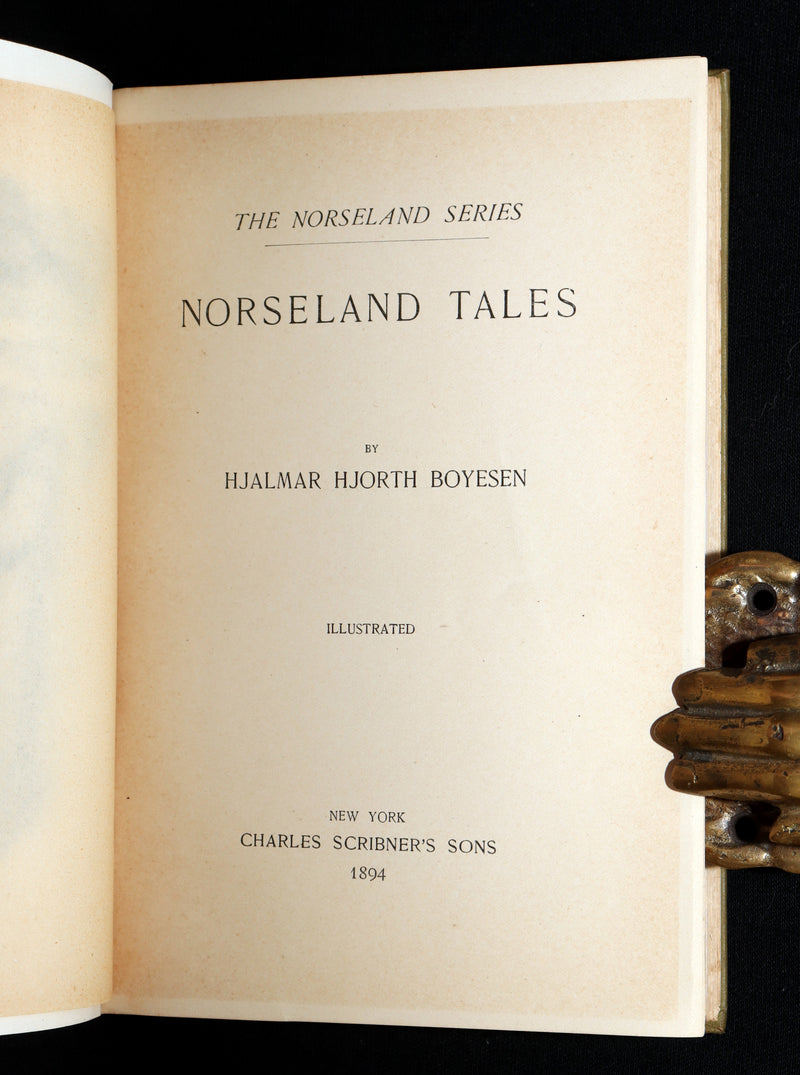 THE NORSELAND SERIES
NORSELAND TALES
BY
HJALMAR HJORTH BOYESEN
ILLUSTRATED
NEW YORK
CHARLES SCRIBNER'S SONS
1894